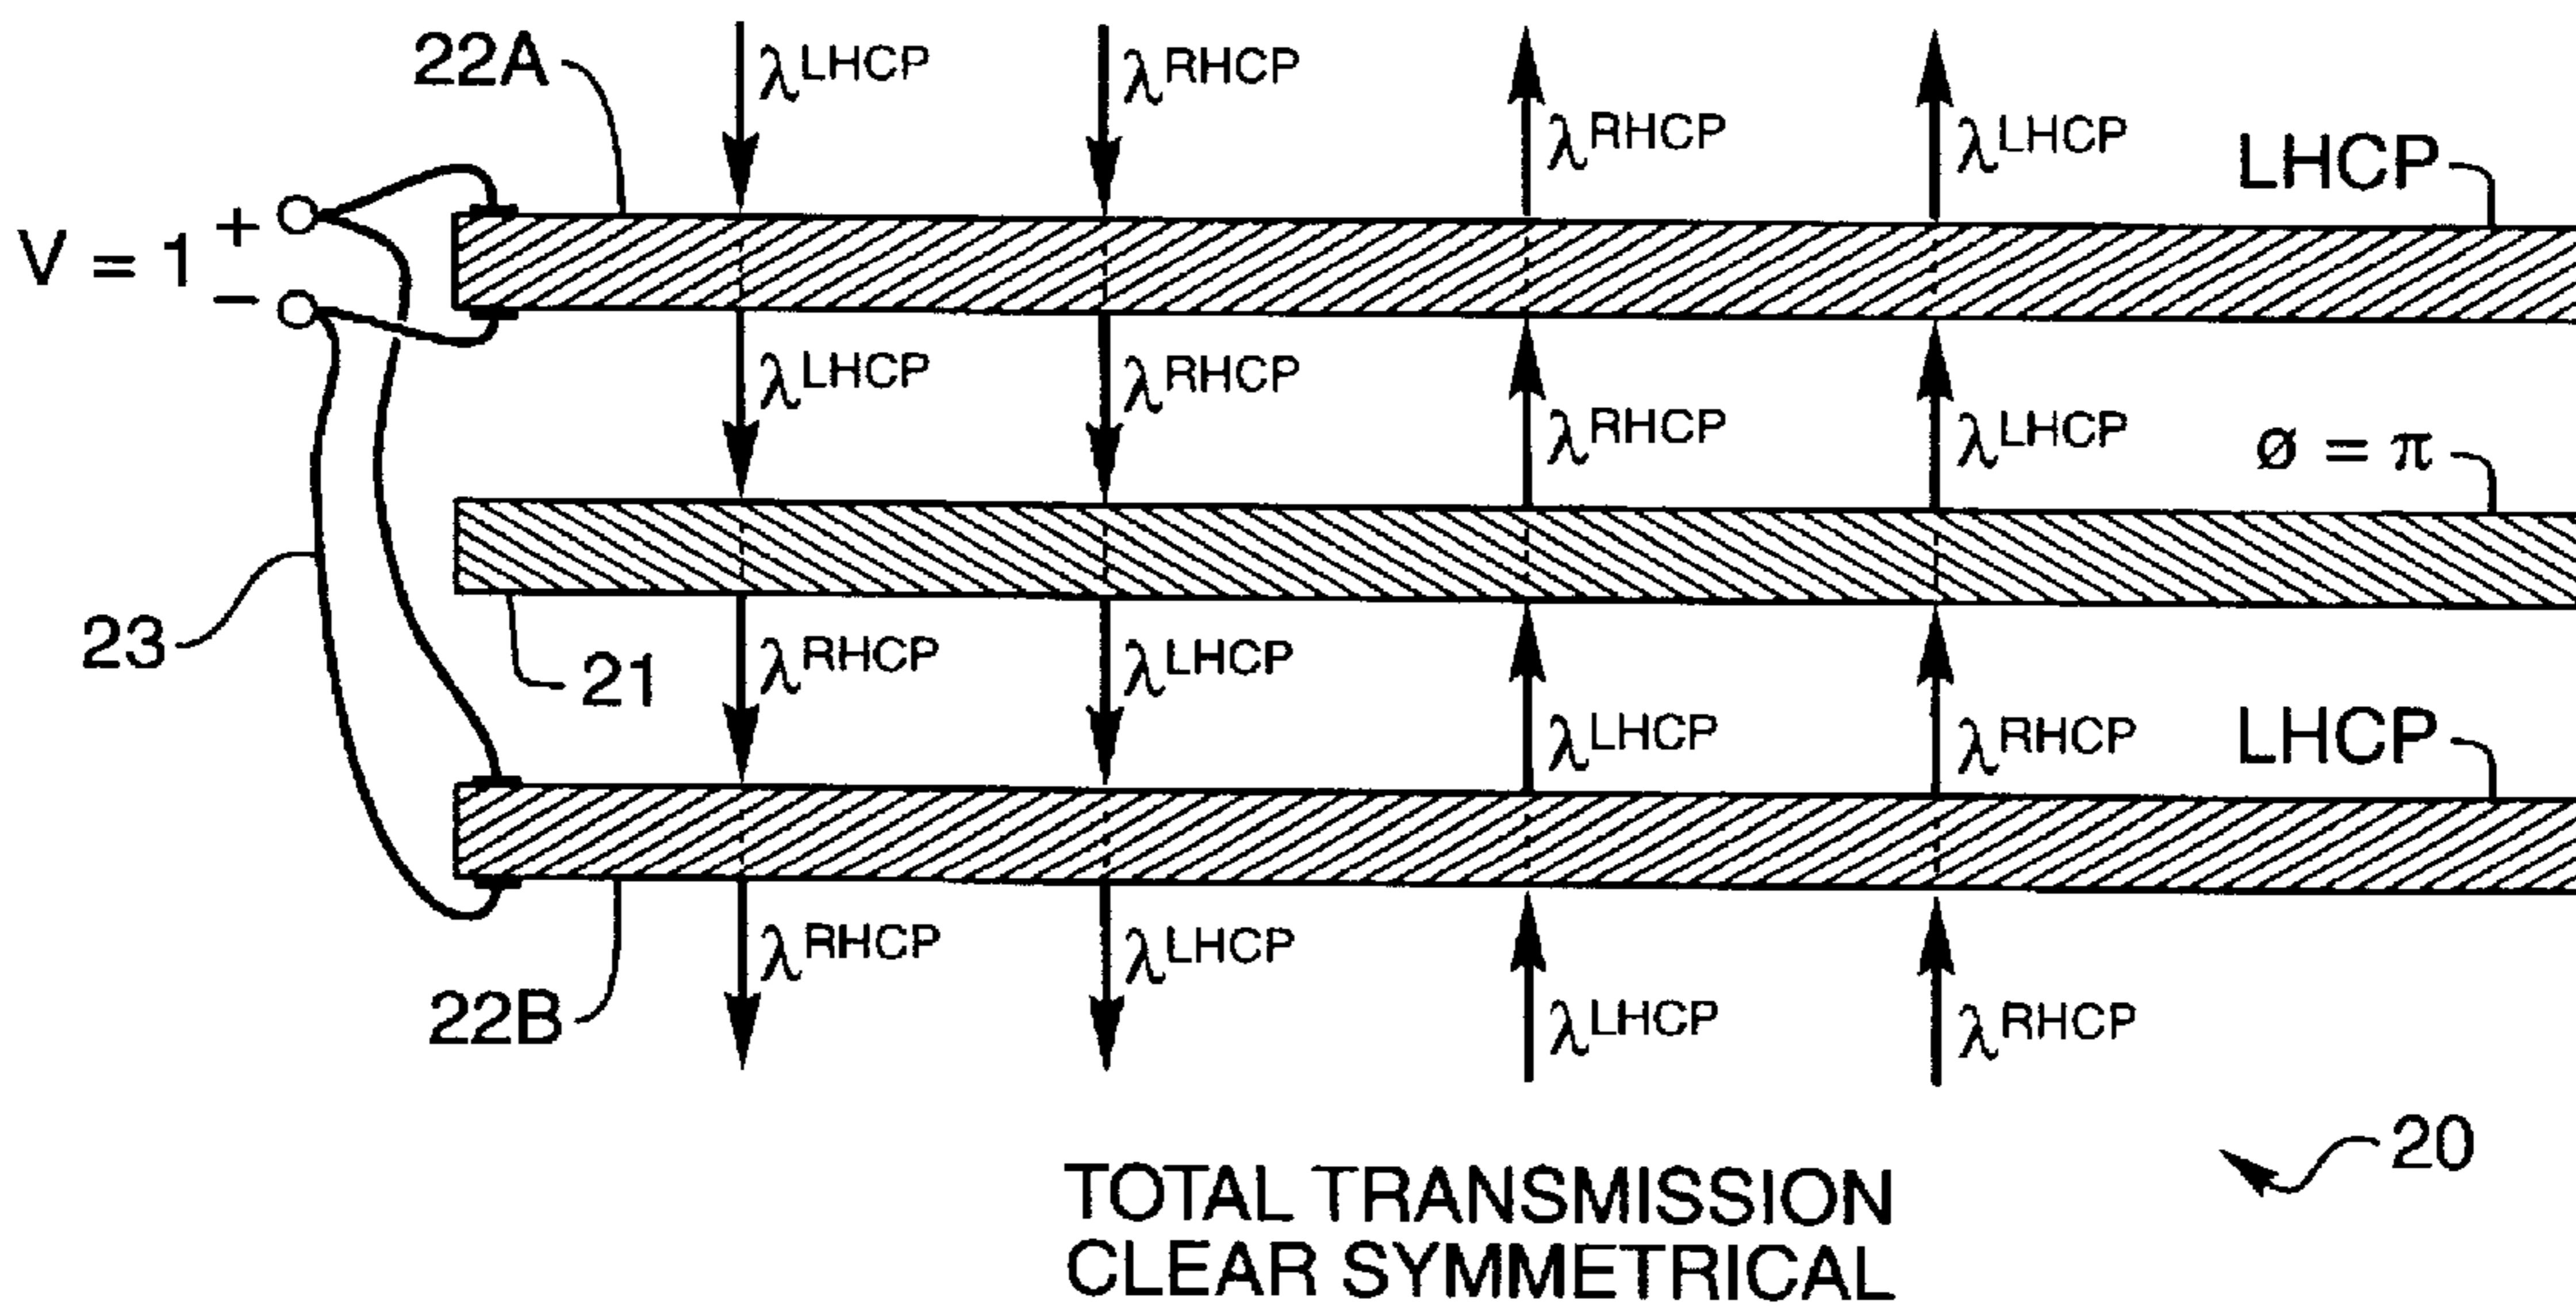 22A
λLHCP
λRHCP
λRHCP
λLHCP
LHCP
V = 1
+
−
λLHCP
λRHCP
λRHCP
λLHCP
ø = π
23
21
λRHCP
λLHCP
λLHCP
λRHCP
LHCP
22B
λRHCP
λLHCP
λLHCP
λRHCP
20
TOTAL TRANSMISSION
CLEAR SYMMETRICAL